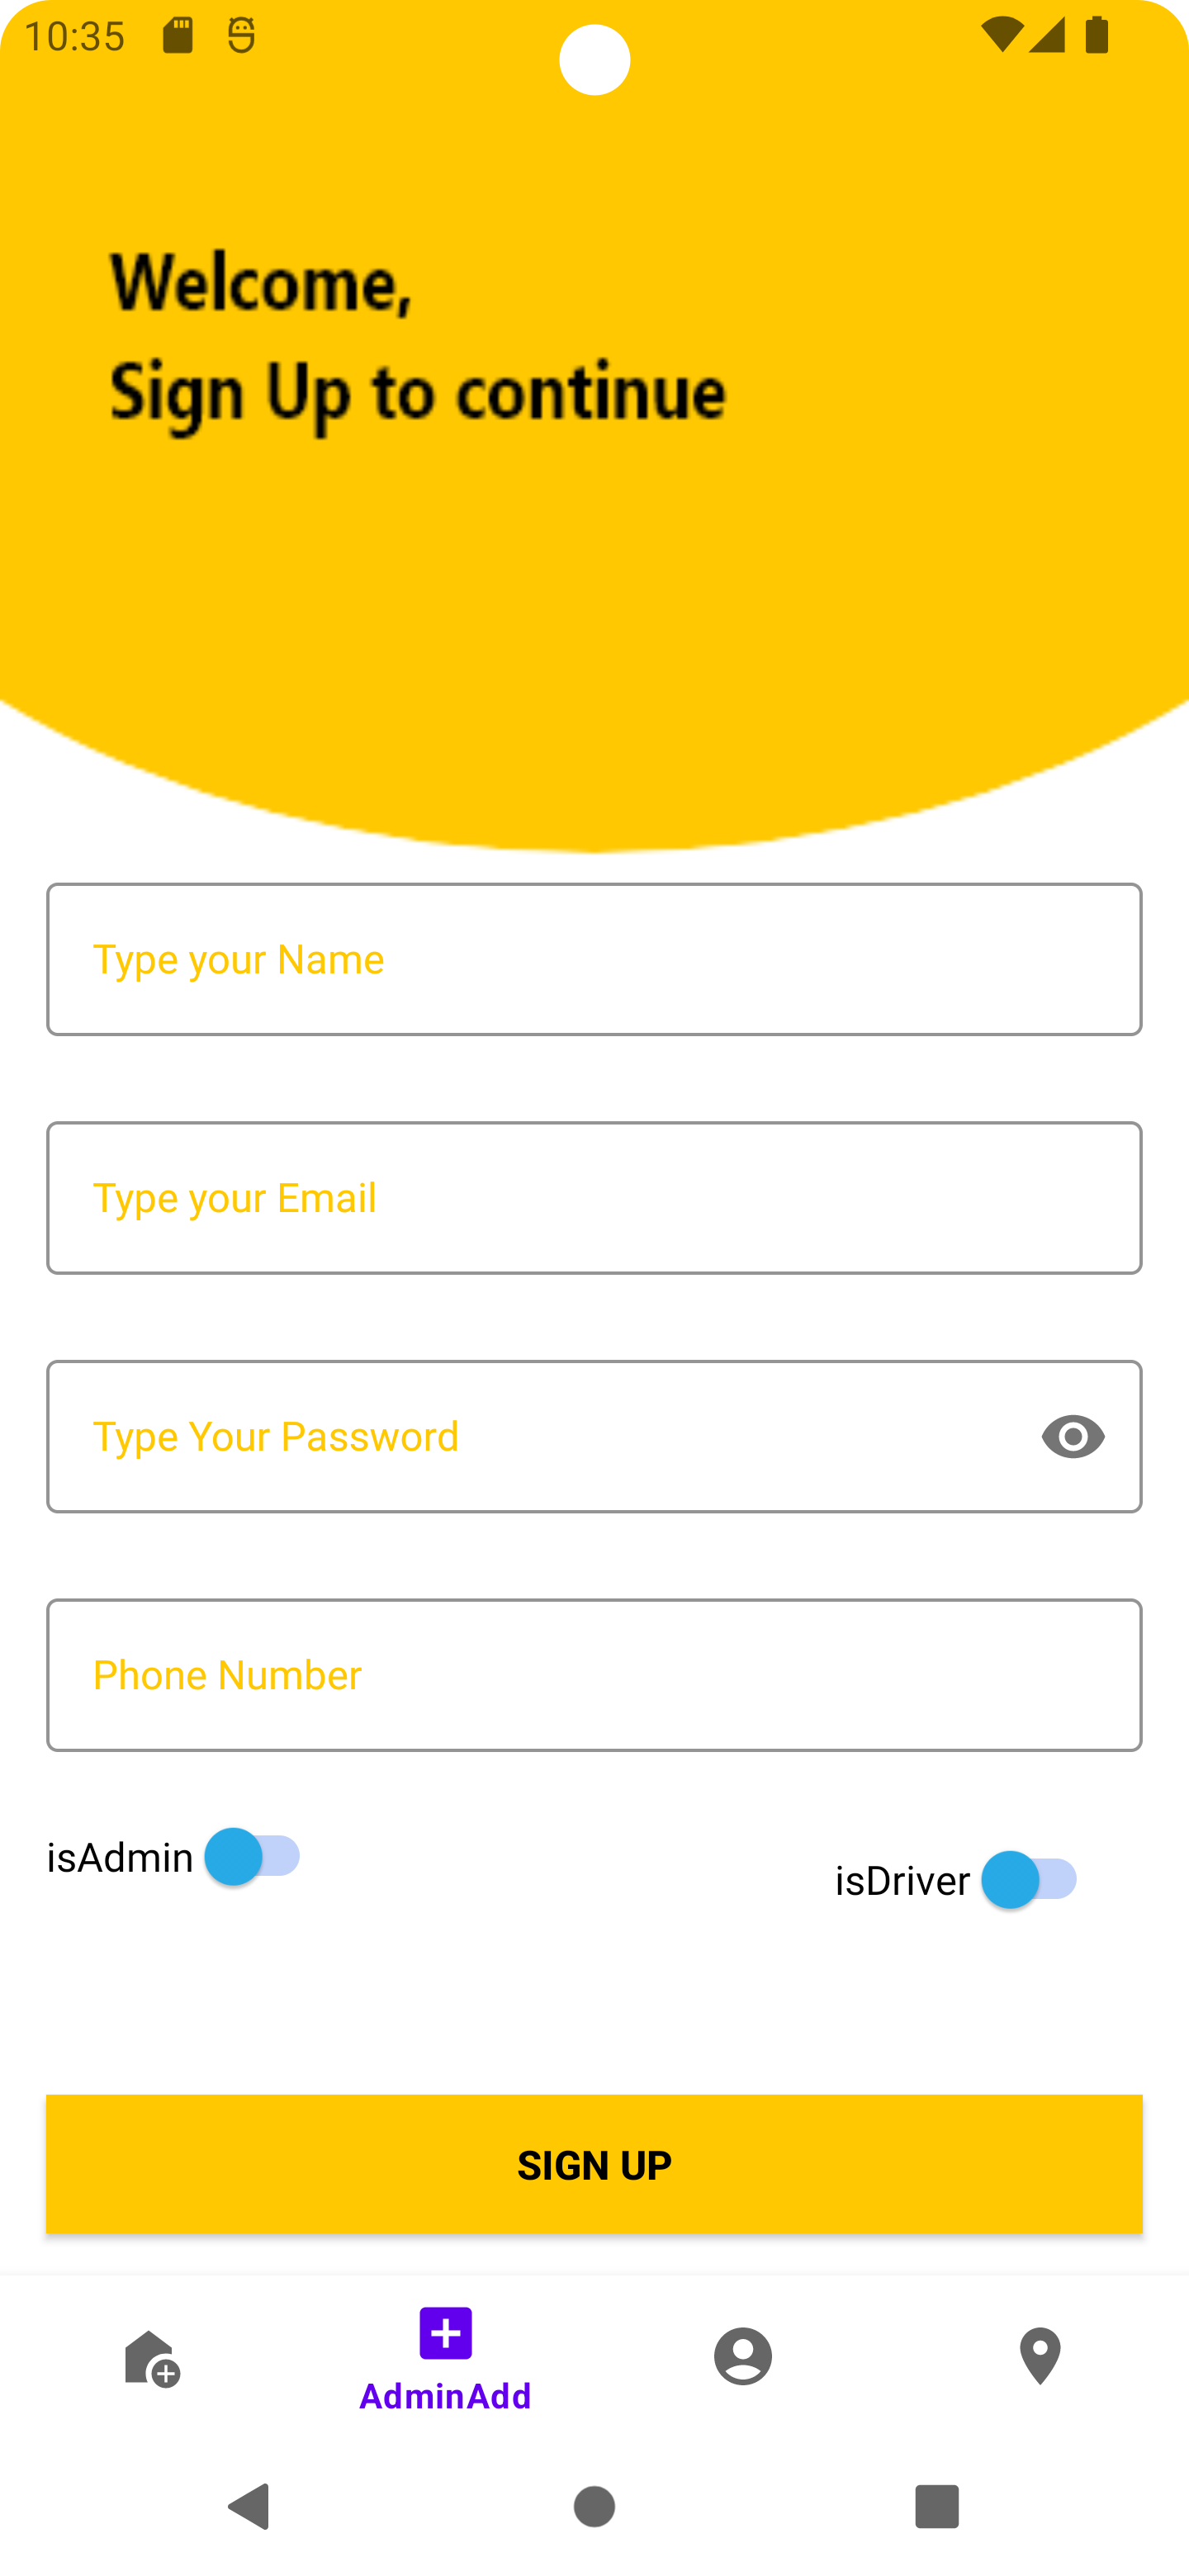 10:35
Welcome,
Sign Up to continue
Type your Name
Type your Email
Type Your Password
Phone Number
isAdmin
isDriver
SIGN UP
AdminAdd